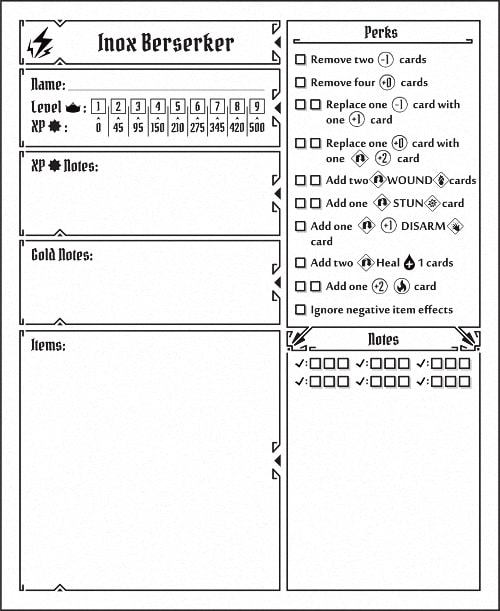 Inox Berserker
Name:
Level : 1 2 3 4 5 6 7 8 9
XP : 0 45 95 150 210 275 345 420 500
XP Notes:
Gold Notes:
Items:
Perks
Remove two -1 cards
Remove four +0 cards
Replace one -1 card with
one +1 card
Replace one +0 card with
one +2 card
Add two WOUND cards
Add one STUN card
Add one +1 DISARM
card
Add two Heal 1 cards
Add one +2 card
Ignore negative item effects
Notes
✓: ✓: ✓:
✓: ✓: ✓: